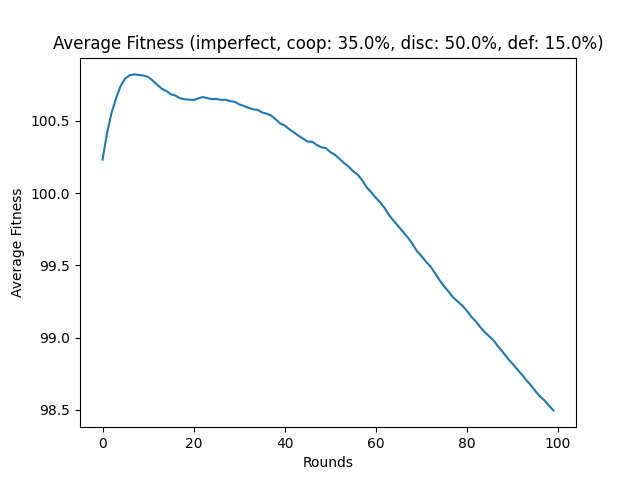 Average Fitness (imperfect, coop: 35.0%, disc: 50.0%, def: 15.0%)
Average Fitness
100.5
100.0
99.5
99.0
98.5
0 20 40 60 80 100
Rounds